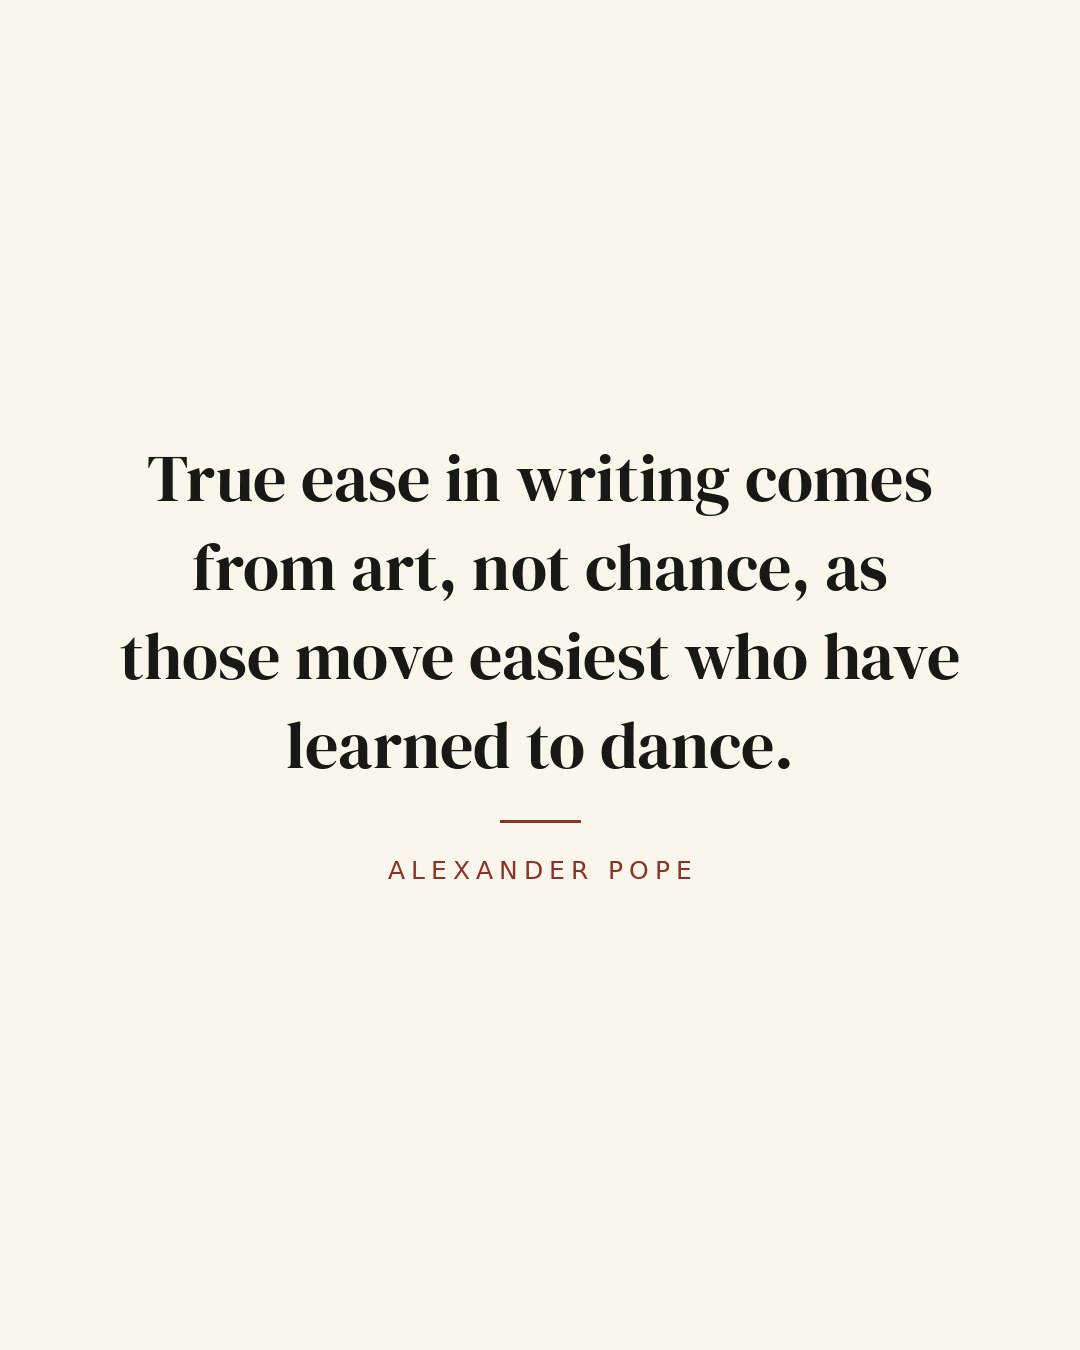 True ease in writing comes
from art, not chance, as
those move easiest who have
learned to dance.
ALEXANDER POPE